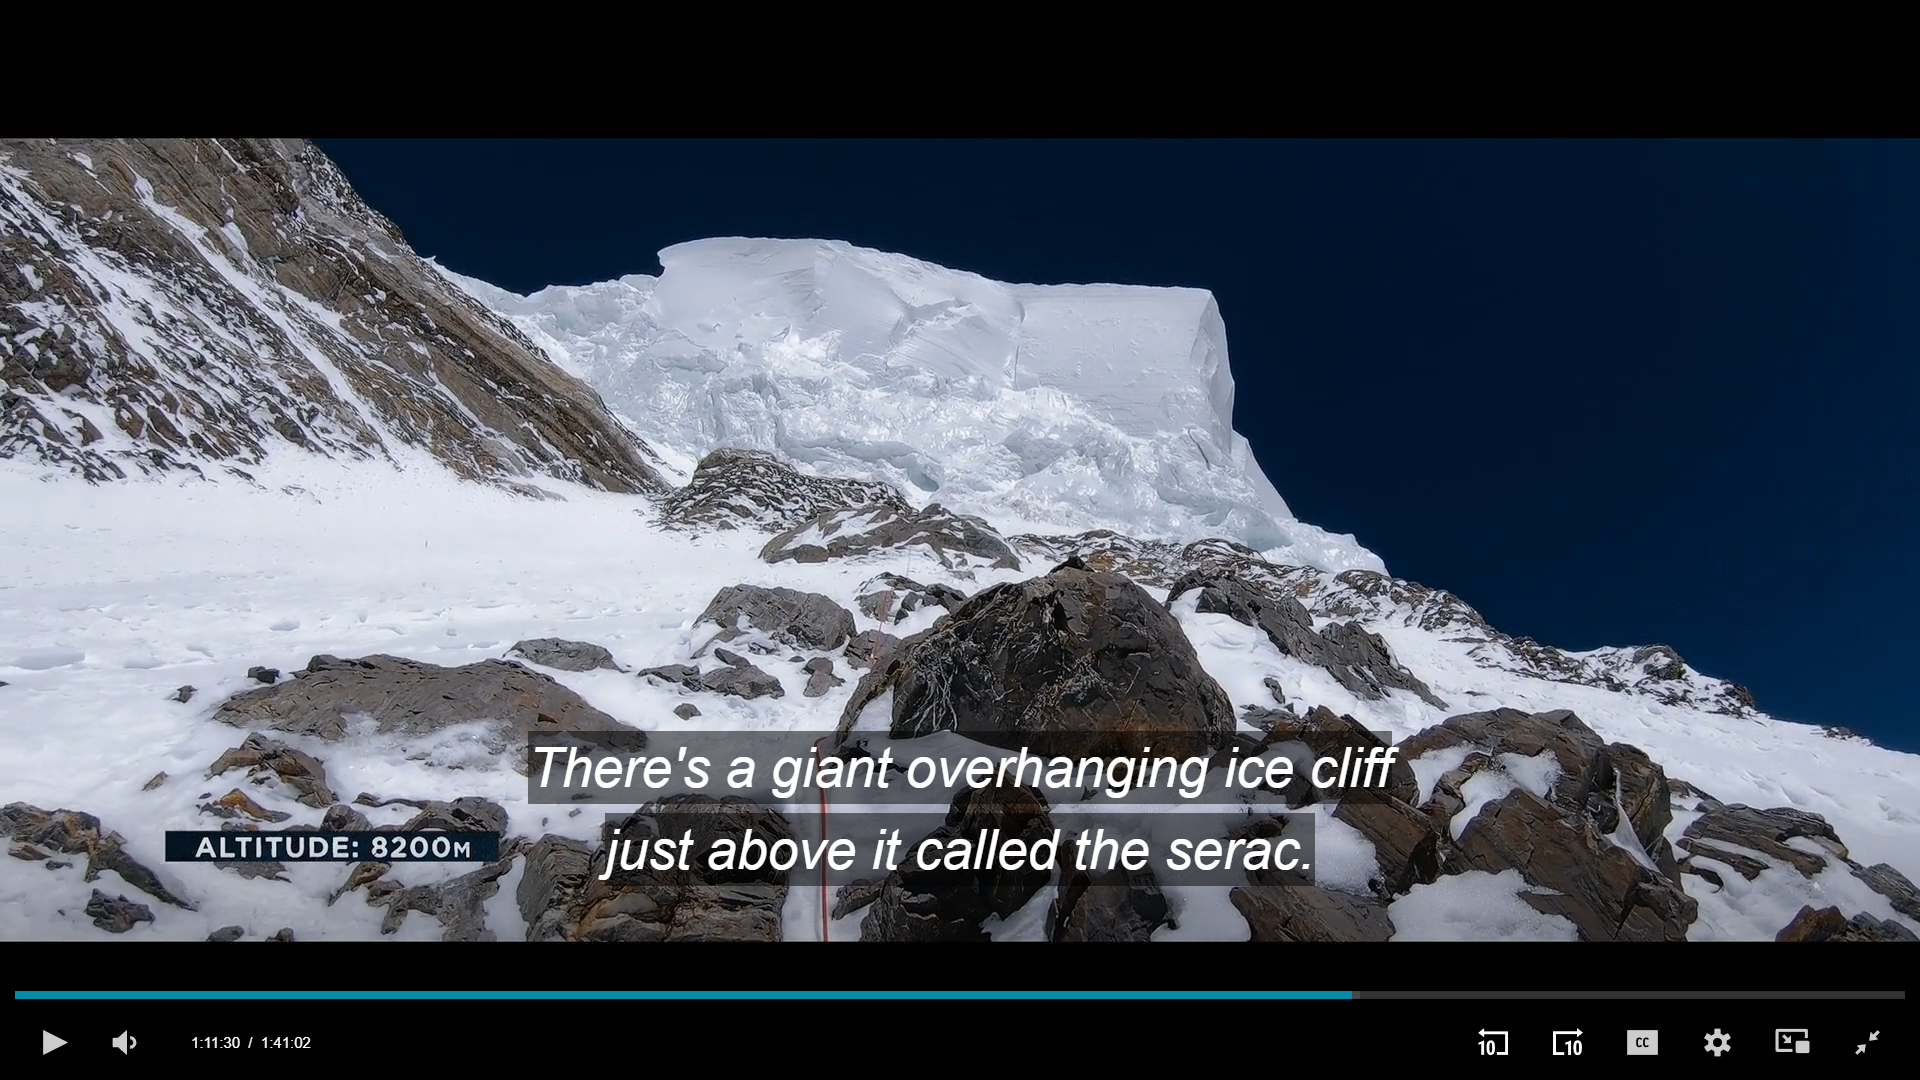 There's a giant overhanging ice cliff
just above it called the serac.
ALTITUDE: 8200M
1:11:30 / 1:41:02
10
10
CC